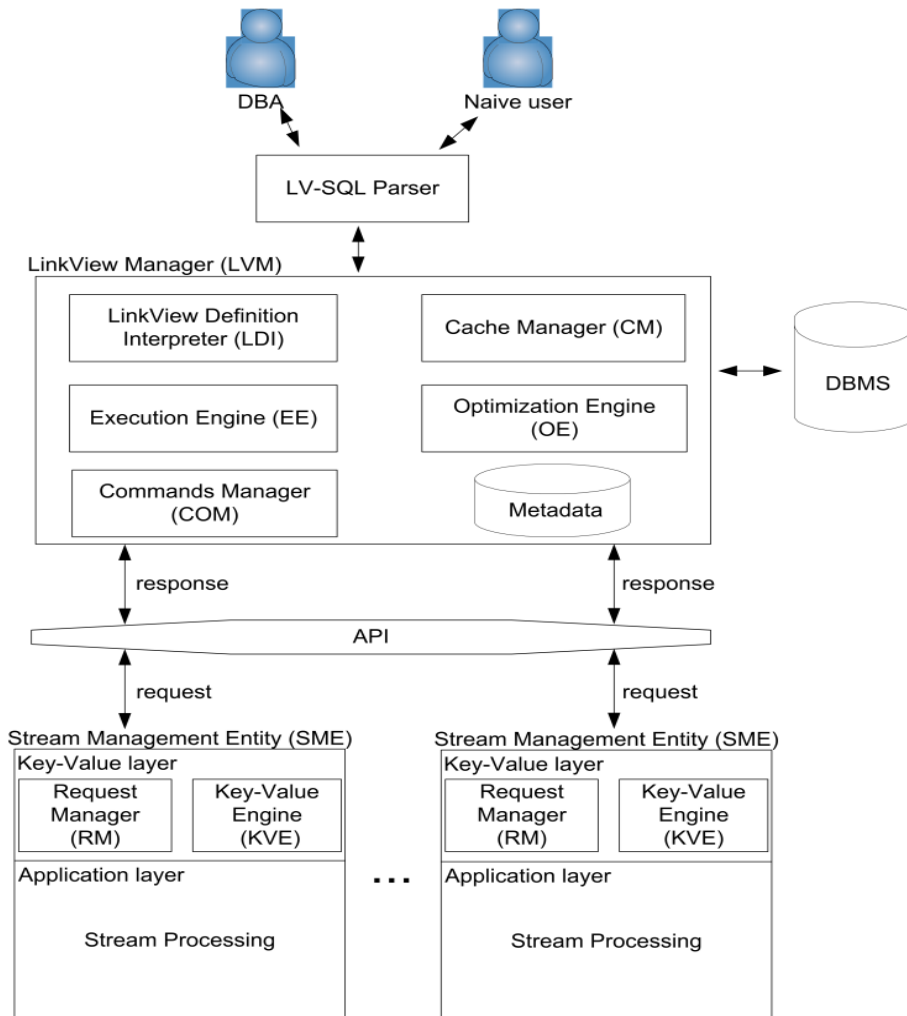 DBA
Naive user
LV-SQL Parser
LinkView Manager (LVM)
LinkView Definition
Interpreter (LDI)
Cache Manager (CM)
Execution Engine (EE)
Optimization Engine
(OE)
Commands Manager
(COM)
Metadata
DBMS
response
response
API
request
request
Stream Management Entity (SME)
Key-Value layer
Request
Manager
(RM)
Key-Value
Engine
(KVE)
Application layer
Stream Processing
...
Stream Management Entity (SME)
Key-Value layer
Request
Manager
(RM)
Key-Value
Engine
(KVE)
Application layer
Stream Processing